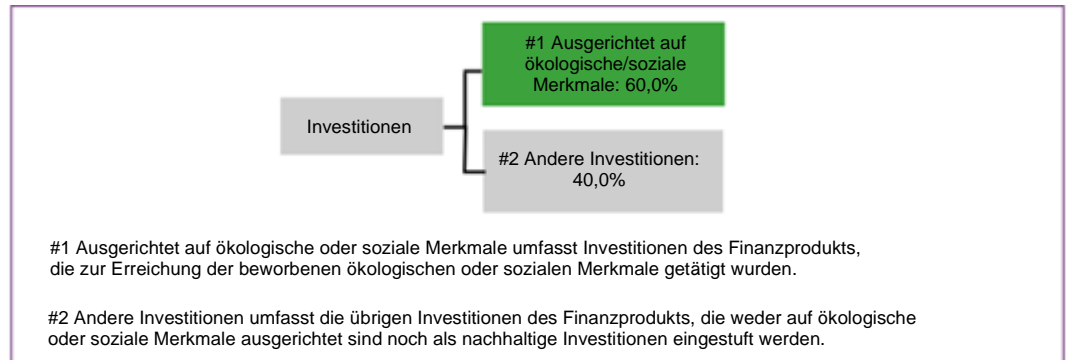 #1 Ausgerichtet auf
ökologische/soziale
Merkmale: 60,0%
Investitionen
#2 Andere Investitionen:
40,0%
#1 Ausgerichtet auf ökologische oder soziale Merkmale umfasst Investitionen des Finanzprodukts,
die zur Erreichung der beworbenen ökologischen oder sozialen Merkmale getätigt wurden.
#2 Andere Investitionen umfasst die übrigen Investitionen des Finanzprodukts, die weder auf ökologische
oder soziale Merkmale ausgerichtet sind noch als nachhaltige Investitionen eingestuft werden.